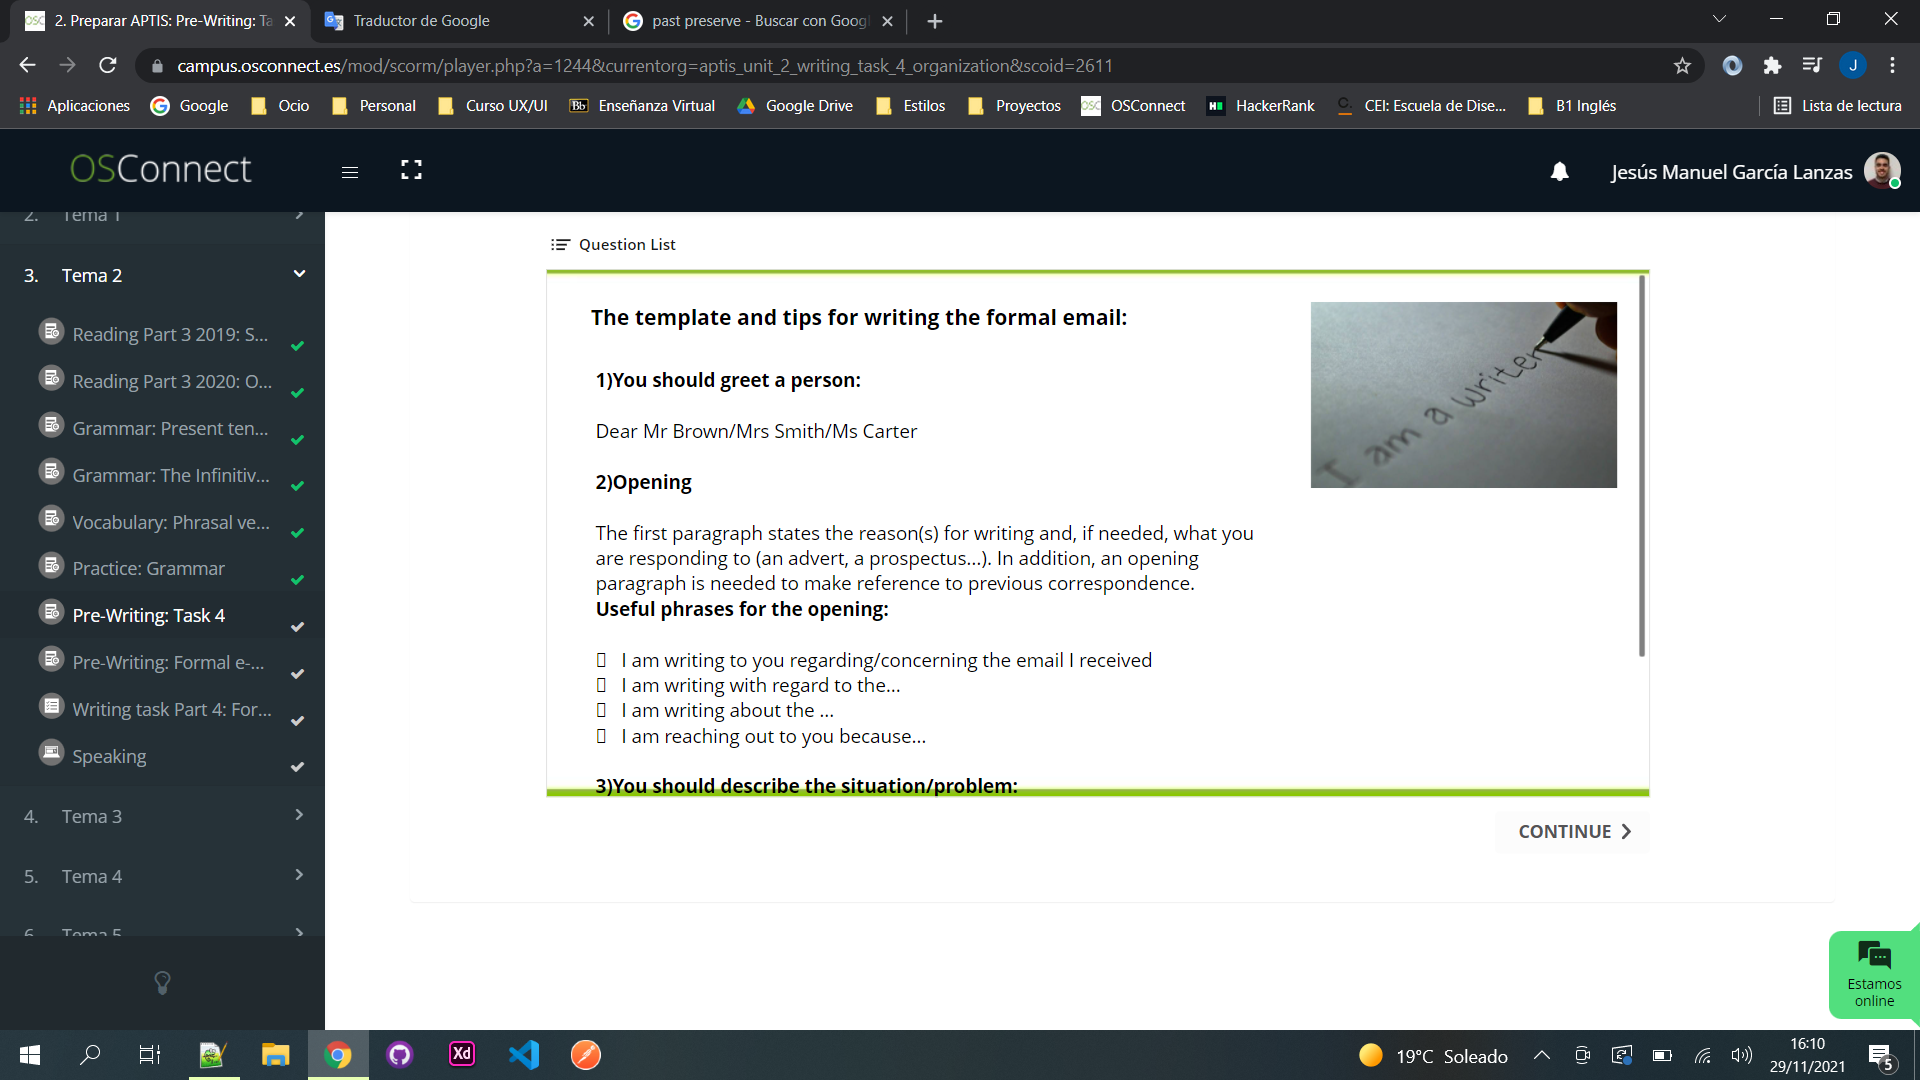 2. Preparar APTIS: Pre-Writing: Ta
Traductor de Google
past preserve - Buscar con Googl
campus.osconnect.es/mod/scorm/player.php?a=1244&currentorg=aptis_unit_2_writing_task_4_organization&scoid=2611
J
Aplicaciones
Google
Ocio
Personal
Curso UX/UI
Bb Enseñanza Virtual
Google Drive
Estilos
Proyectos
OSC OSConnect
HackerRank
CEI: Escuela de Dise...
B1 Inglés
Lista de lectura
OSConnect
Jesús Manuel García Lanzas
2. Tema 1
3. Tema 2
Reading Part 3 2019: S...
Reading Part 3 2020: O...
Grammar: Present ten...
Grammar: The Infinitiv...
Vocabulary: Phrasal ve...
Practice: Grammar
Pre-Writing: Task 4
Pre-Writing: Formal e-...
Writing task Part 4: For...
Speaking
4. Tema 3
5. Tema 4
6. Tema 5
Question List
The template and tips for writing the formal email:
I am a writer
1)You should greet a person:
Dear Mr Brown/Mrs Smith/Ms Carter
2)Opening
The first paragraph states the reason(s) for writing and, if needed, what you
are responding to (an advert, a prospectus...). In addition, an opening
paragraph is needed to make reference to previous correspondence.
Useful phrases for the opening:
I am writing to you regarding/concerning the email I received
I am writing with regard to the...
I am writing about the ...
I am reaching out to you because...
3)You should describe the situation/problem:
CONTINUE
Estamos
online
Xd
19°C Soleado
16:10
29/11/2021
5